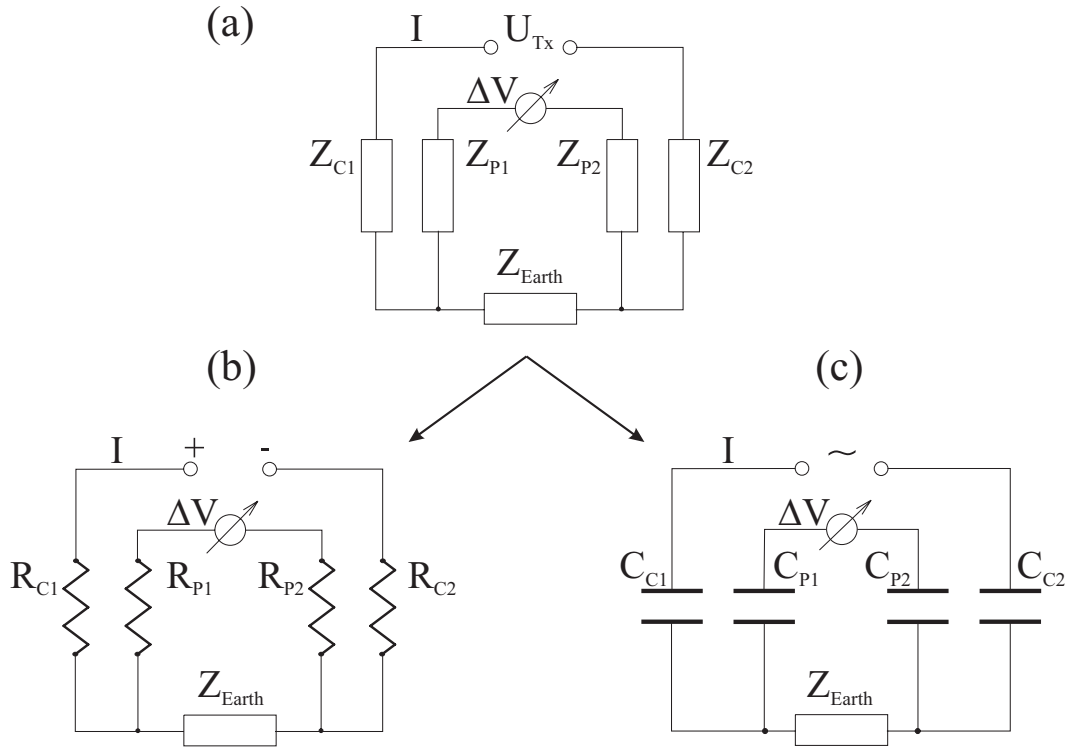 (a)
I U_Tx
ΔV
Z_C1 Z_P1 Z_P2 Z_C2
Z_Earth
(b)
I + -
ΔV
R_C1 R_P1 R_P2 R_C2
Z_Earth
(c)
I ~
ΔV
C_C1 C_P1 C_P2 C_C2
Z_Earth